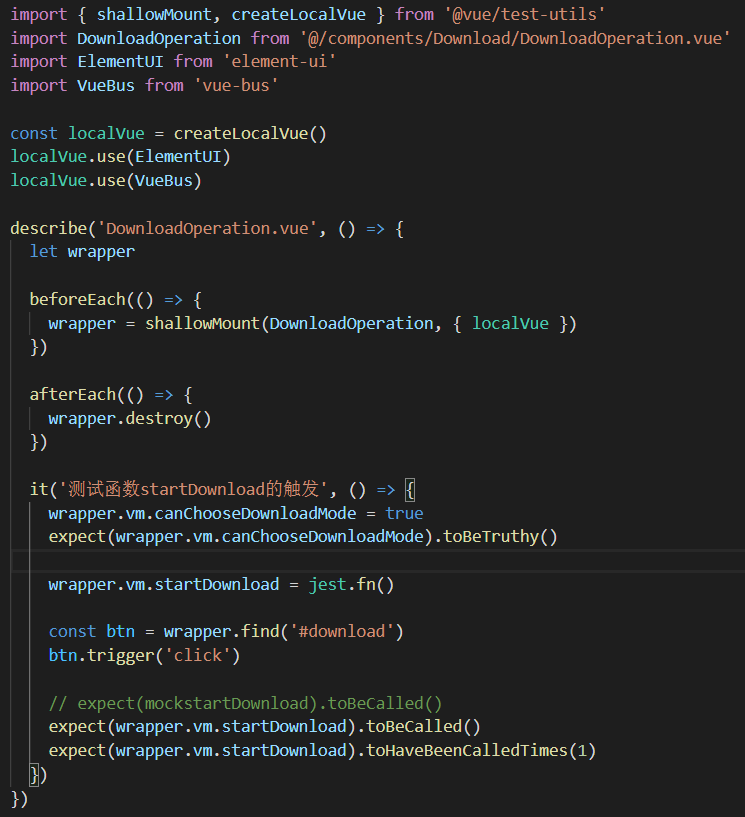 import { shallowMount, createLocalVue } from '@vue/test-utils'
import DownloadOperation from '@/components/Download/DownloadOperation.vue'
import ElementUI from 'element-ui'
import VueBus from 'vue-bus'

const localVue = createLocalVue()
localVue.use(ElementUI)
localVue.use(VueBus)

describe('DownloadOperation.vue', () => {
  let wrapper

  beforeEach(() => {
    wrapper = shallowMount(DownloadOperation, { localVue })
  })

  afterEach(() => {
    wrapper.destroy()
  })

  it('测试函数startDownload的触发', () => {
    wrapper.vm.canChooseDownloadMode = true
    expect(wrapper.vm.canChooseDownloadMode).toBeTruthy()

    wrapper.vm.startDownload = jest.fn()

    const btn = wrapper.find('#download')
    btn.trigger('click')

    // expect(mockstartDownload).toBeCalled()
    expect(wrapper.vm.startDownload).toBeCalled()
    expect(wrapper.vm.startDownload).toHaveBeenCalledTimes(1)
  })
})